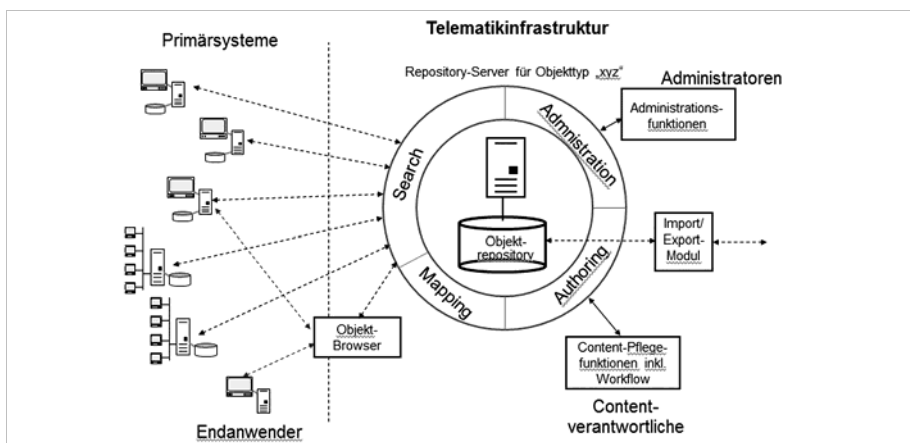 Primärsysteme
Telematikinfrastruktur
Repository-Server für Objekttyp „xyz“
Administratoren
Administrations-
funktionen
Search
Admnistration
Mapping
Authoring
Objekt-
repository
Import/
Export-
Modul
Objekt-
Browser
Content-Pflege-
funktionen inkl.
Workflow
Content-
verantwortliche
Endanwender